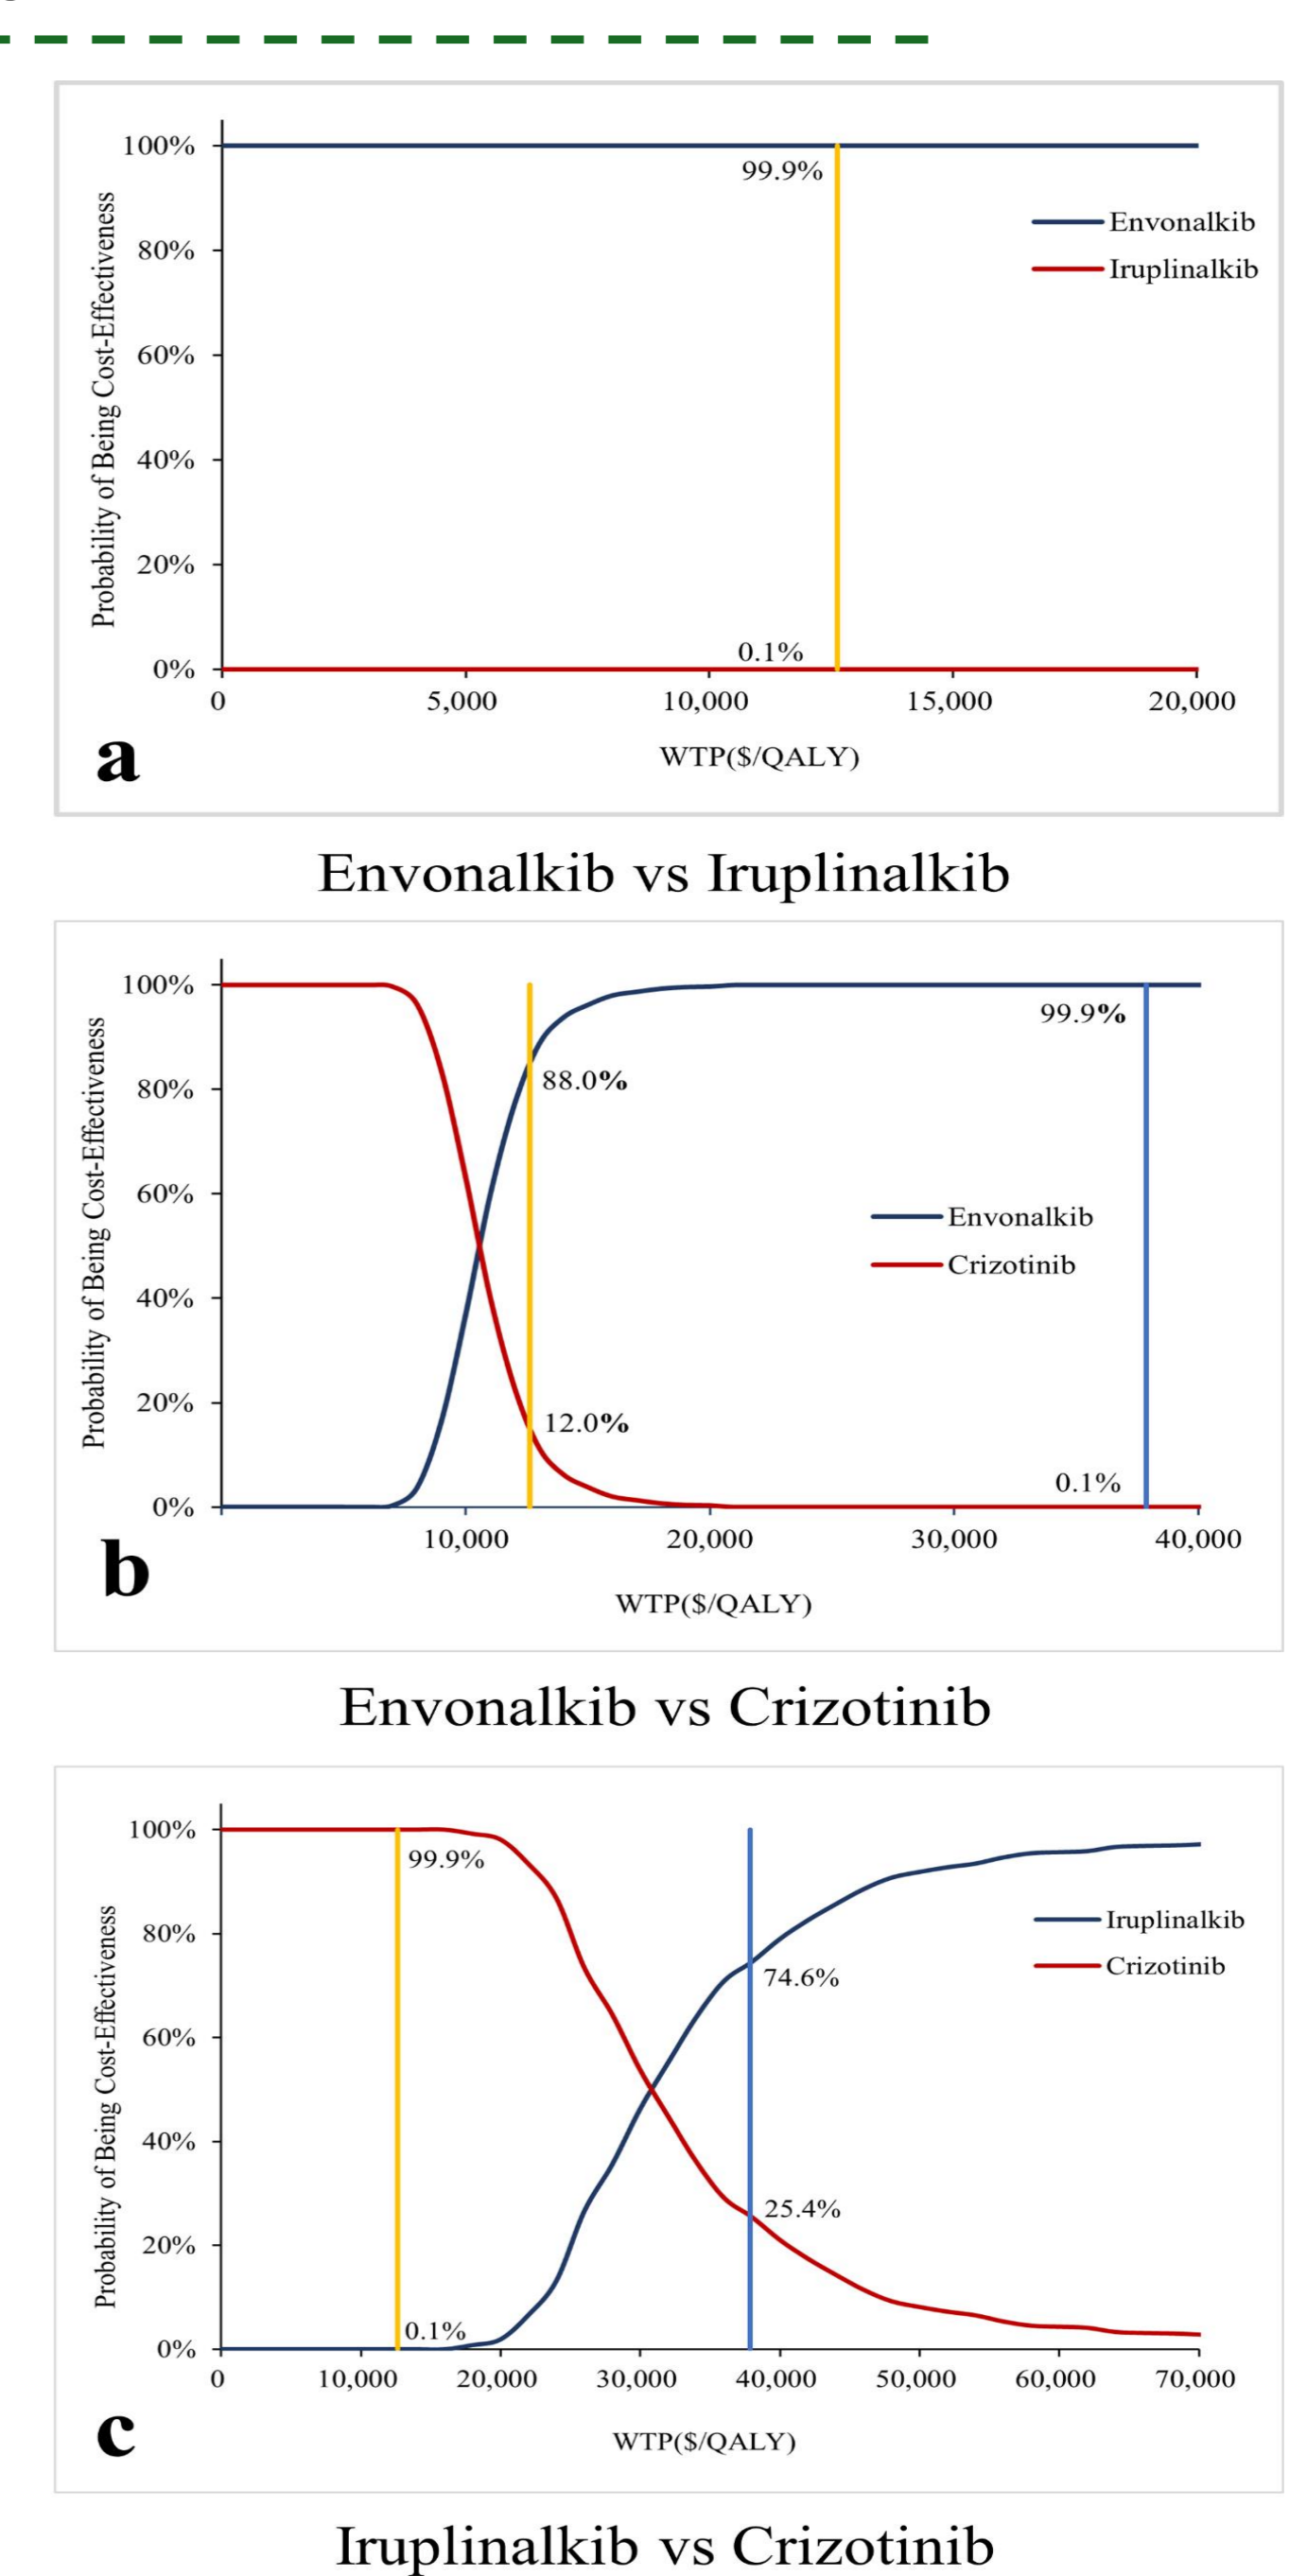 100%
99.9%
Envonalkib
80%
Iruplinalkib
60%
40%
20%
0.1%
0%
0 5,000 10,000 15,000 20,000
Probability of Being Cost-Effectiveness
WTP($/QALY)
a
Envonalkib vs Iruplinalkib
100%
99.9%
88.0%
80%
60%
Envonalkib
Crizotinib
40%
20%
12.0%
0.1%
0%
10,000 20,000 30,000 40,000
Probability of Being Cost-Effectiveness
WTP($/QALY)
b
Envonalkib vs Crizotinib
100%
99.9%
Iruplinalkib
80%
Crizotinib
74.6%
60%
40%
25.4%
20%
0.1%
0%
0 10,000 20,000 30,000 40,000 50,000 60,000 70,000
Probability of Being Cost-Effectiveness
WTP($/QALY)
c
Iruplinalkib vs Crizotinib